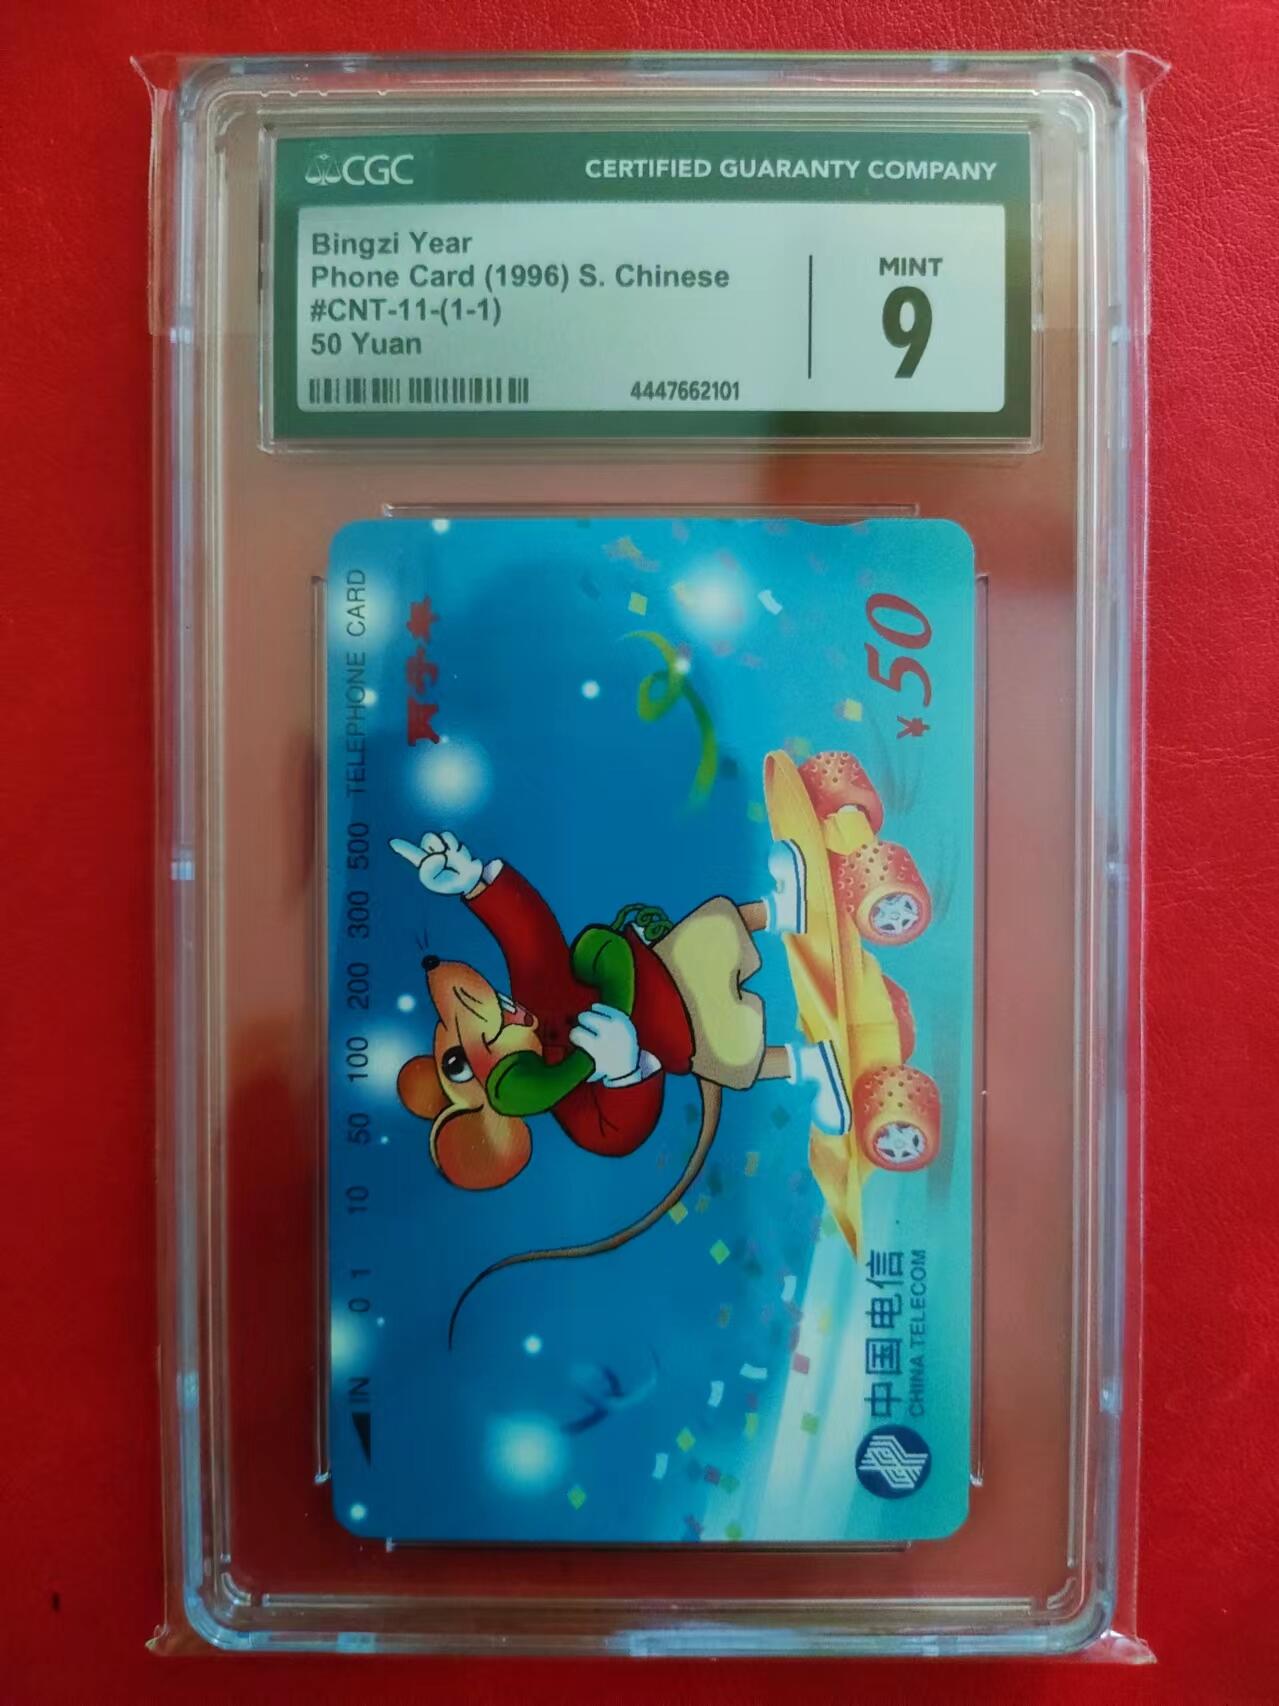 CGC
CERTIFIED GUARANTY COMPANY
Bingzi Year
Phone Card (1996) S. Chinese
#CNT-11-(1-1)
50 Yuan
4447662101
MINT
9
IN 0 1 10 50 100 200 300 500 TELEPHONE CARD
丙子年
¥50
中国电信
CHINA TELECOM